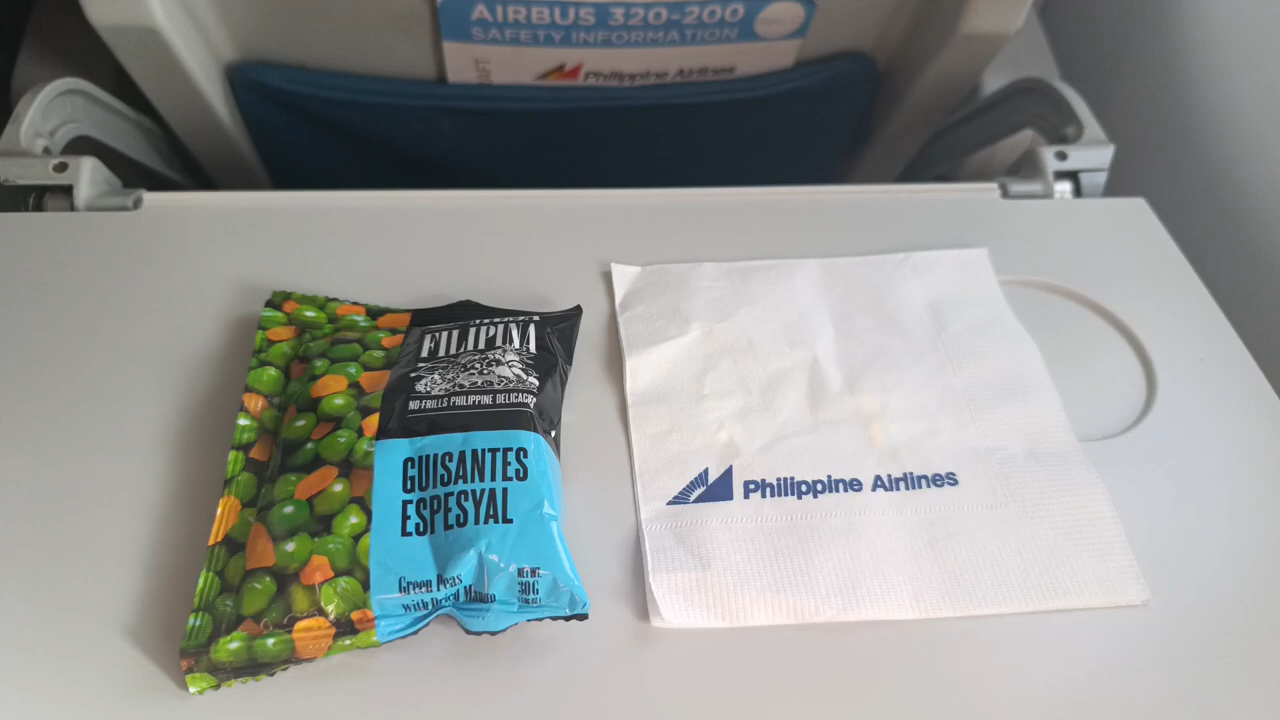 AIRBUS 320-200
SAFETY INFORMATION
Philippine Airlines
FILIPINA
NO-FRILLS PHILIPPINE DELICACIES
GUISANTES
ESPESYAL
Green Peas
with Dried Mango
NET WT.
30G
Philippine Airlines